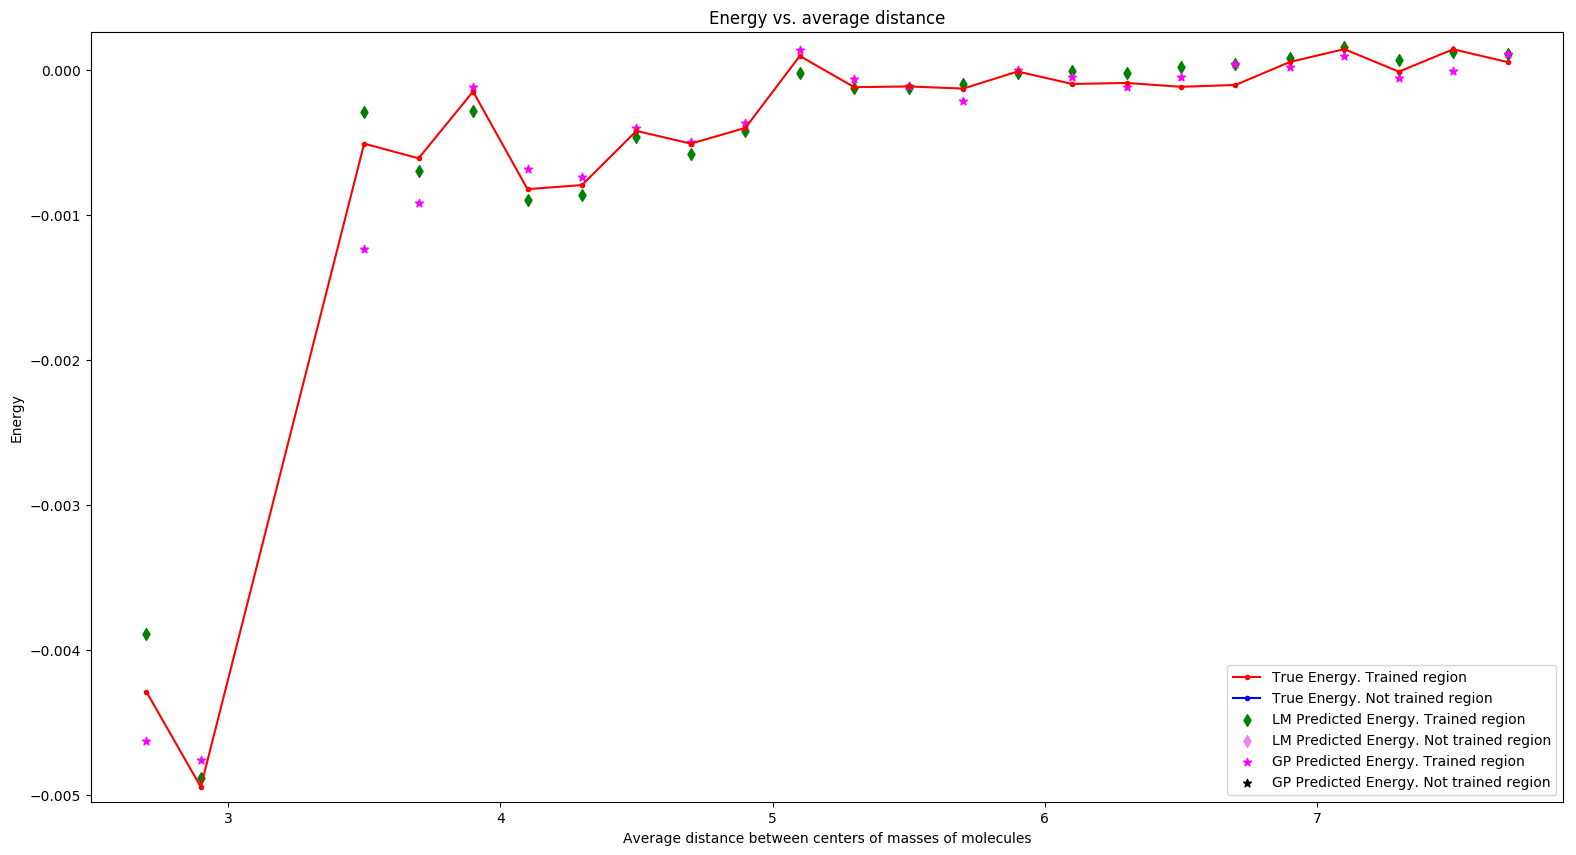 Energy vs. average distance
0.000
−0.001
−0.002
−0.003
−0.004
−0.005
Energy
3 4 5 6 7
Average distance between centers of masses of molecules
True Energy. Trained region
True Energy. Not trained region
LM Predicted Energy. Trained region
LM Predicted Energy. Not trained region
GP Predicted Energy. Trained region
GP Predicted Energy. Not trained region